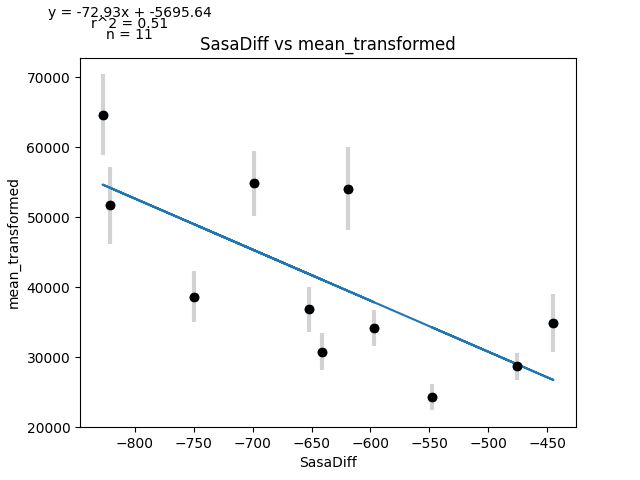 y = -72.93x + -5695.64
r^2 = 0.51
n = 11
SasaDiff vs mean_transformed
70000
60000
50000
40000
30000
20000
mean_transformed
−800
−750
−700
−650
−600
−550
−500
−450
SasaDiff